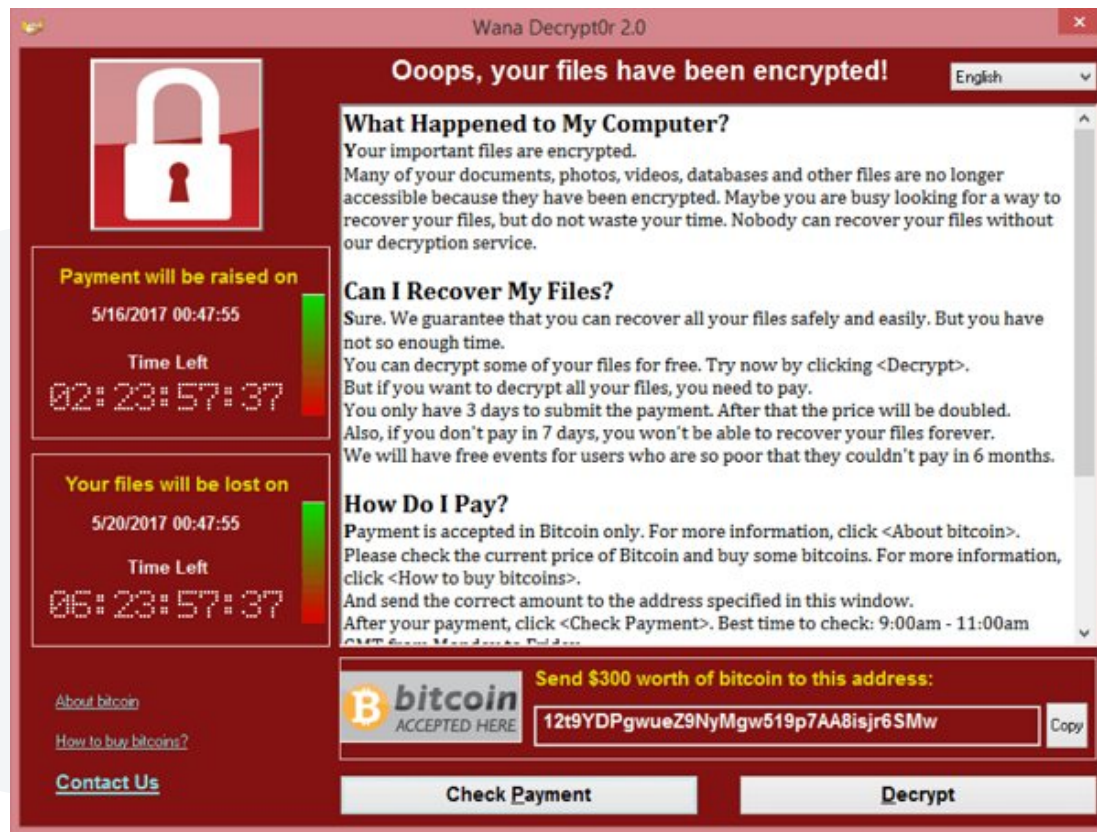 Wana Decrypt0r 2.0
Ooops, your files have been encrypted!
English
Payment will be raised on
5/16/2017 00:47:55
Time Left
02:23:57:37
Your files will be lost on
5/20/2017 00:47:55
Time Left
06:23:57:37
About bitcoin
How to buy bitcoins?
Contact Us
What Happened to My Computer?
Your important files are encrypted.
Many of your documents, photos, videos, databases and other files are no longer
accessible because they have been encrypted. Maybe you are busy looking for a way to
recover your files, but do not waste your time. Nobody can recover your files without
our decryption service.
Can I Recover My Files?
Sure. We guarantee that you can recover all your files safely and easily. But you have
not so enough time.
You can decrypt some of your files for free. Try now by clicking <Decrypt>.
But if you want to decrypt all your files, you need to pay.
You only have 3 days to submit the payment. After that the price will be doubled.
Also, if you don't pay in 7 days, you won't be able to recover your files forever.
We will have free events for users who are so poor that they couldn't pay in 6 months.
How Do I Pay?
Payment is accepted in Bitcoin only. For more information, click <About bitcoin>.
Please check the current price of Bitcoin and buy some bitcoins. For more information,
click <How to buy bitcoins>.
And send the correct amount to the address specified in this window.
After your payment, click <Check Payment>. Best time to check: 9:00am - 11:00am
GMT from Monday to Friday.
bitcoin
ACCEPTED HERE
Send $300 worth of bitcoin to this address:
12t9YDPgwueZ9NyMgw519p7AA8isjr6SMw
Copy
Check Payment
Decrypt